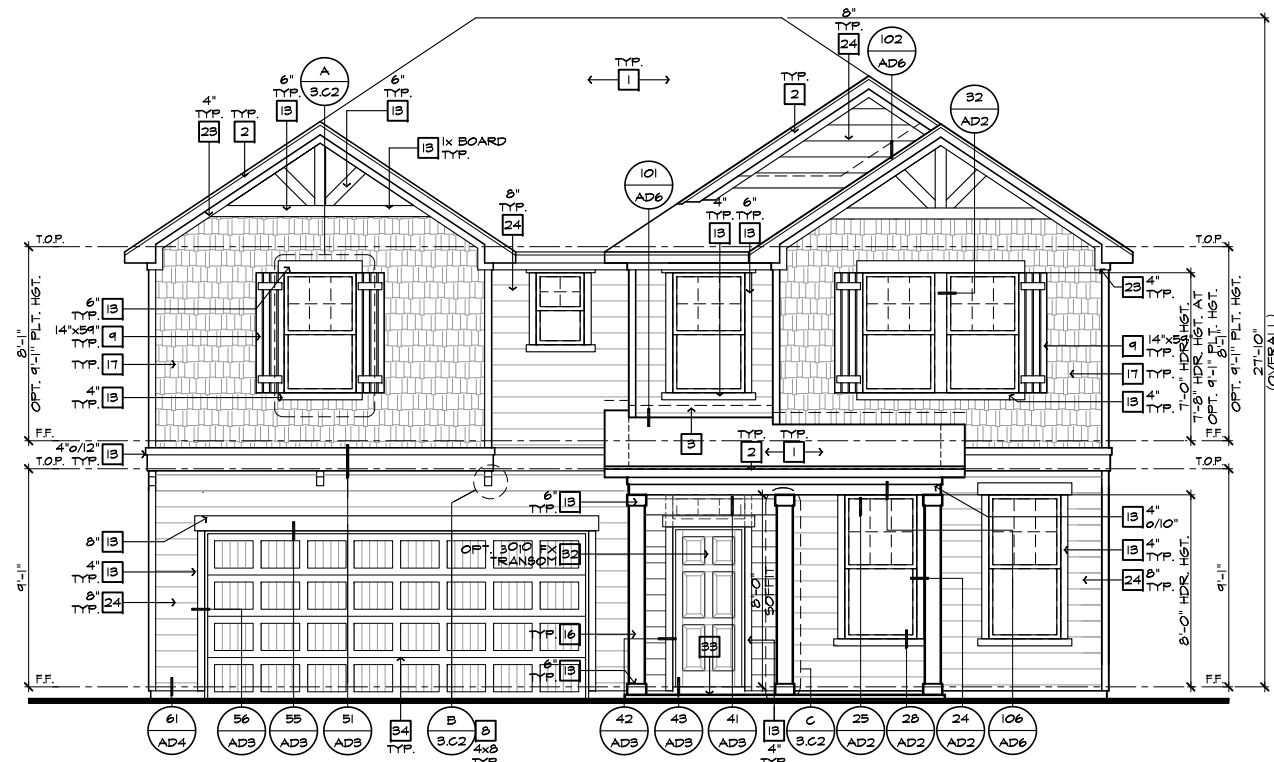 8"
TYP.
24
102
AD6
TYP.
1
A
3.C2
6"
TYP.
13
6"
TYP.
13
TYP.
2
32
AD2
4"
TYP.
23
TYP.
2
13 1x BOARD
TYP.
101
AD6
8"
TYP.
24
4"
TYP.
13
6"
TYP.
13
T.O.P.
T.O.P.
8'-1"
OPT. 9'-1" PLT. HGT.
6"
TYP. 13
14"x59"
TYP. 9
TYP. 17
4"
TYP. 13
23 4"
TYP.
9 14"x59"
TYP.
17 TYP.
13 4"
TYP.
7'-0" HDR. HGT.
7'-8" HDR. HGT. AT
OPT. 9'-1" PLT. HGT.
8'-1"
OPT. 9'-1" PLT. HGT.
27'-10"
(OVERALL)
F.F.
F.F.
4" o/12"
TYP. 13
T.O.P.
T.O.P.
3
TYP.
2
TYP.
1
6"
TYP. 13
13 4"
o/10"
13 4"
TYP.
24 8"
TYP.
8" 13
4"
TYP. 13
8"
TYP. 24
9'-1"
OPT. 3010 FX
TRANSOM 32
8'-0"
SOFFIT
8'-0" HDR. HGT.
9'-1"
TYP. 16
33
6"
TYP. 13
F.F.
F.F.
61
AD4
56
AD3
55
AD3
51
AD3
34
TYP.
B
3.C2
8
4x8
TYP.
42
AD3
43
AD3
41
AD3
13
4"
TYP.
C
3.C2
25
AD2
28
AD2
24
AD2
106
AD6